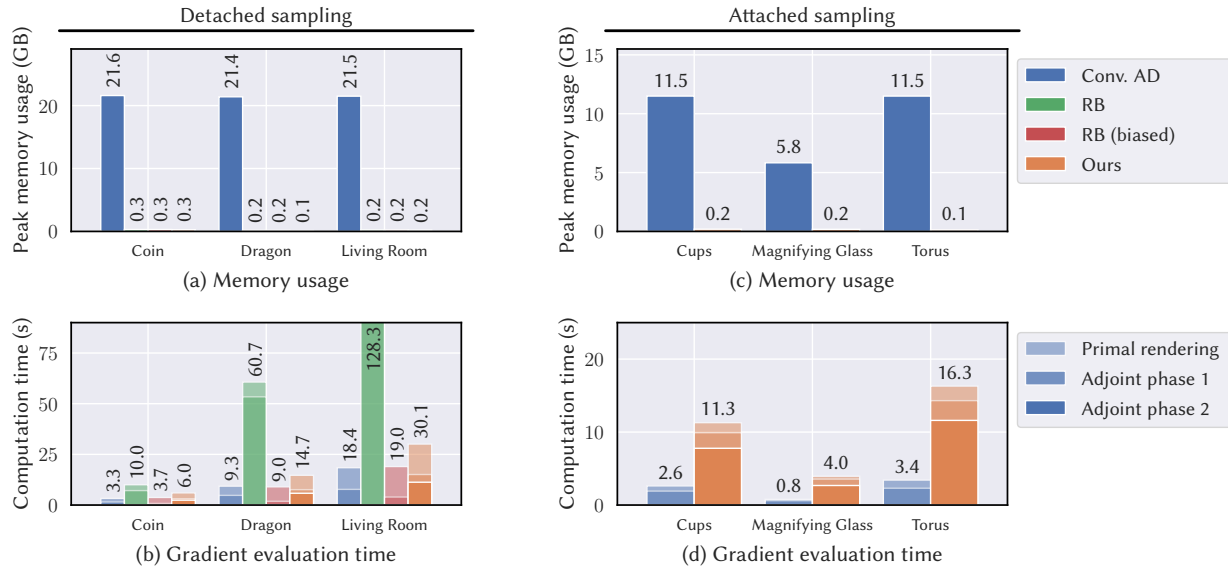 Detached sampling
Attached sampling
Peak memory usage (GB)
20
10
0
21.6
0.3
0.3
0.3
21.4
0.2
0.2
0.1
21.5
0.2
0.2
0.2
Coin
Dragon
Living Room
(a) Memory usage
Peak memory usage (GB)
15
10
5
0
11.5
0.2
5.8
0.2
11.5
0.1
Cups
Magnifying Glass
Torus
(c) Memory usage
Conv. AD
RB
RB (biased)
Ours
Computation time (s)
75
50
25
0
3.3
10.0
3.7
6.0
9.3
60.7
9.0
14.7
18.4
128.3
19.0
30.1
Coin
Dragon
Living Room
(b) Gradient evaluation time
Computation time (s)
20
10
0
2.6
11.3
0.8
4.0
3.4
16.3
Cups
Magnifying Glass
Torus
(d) Gradient evaluation time
Primal rendering
Adjoint phase 1
Adjoint phase 2